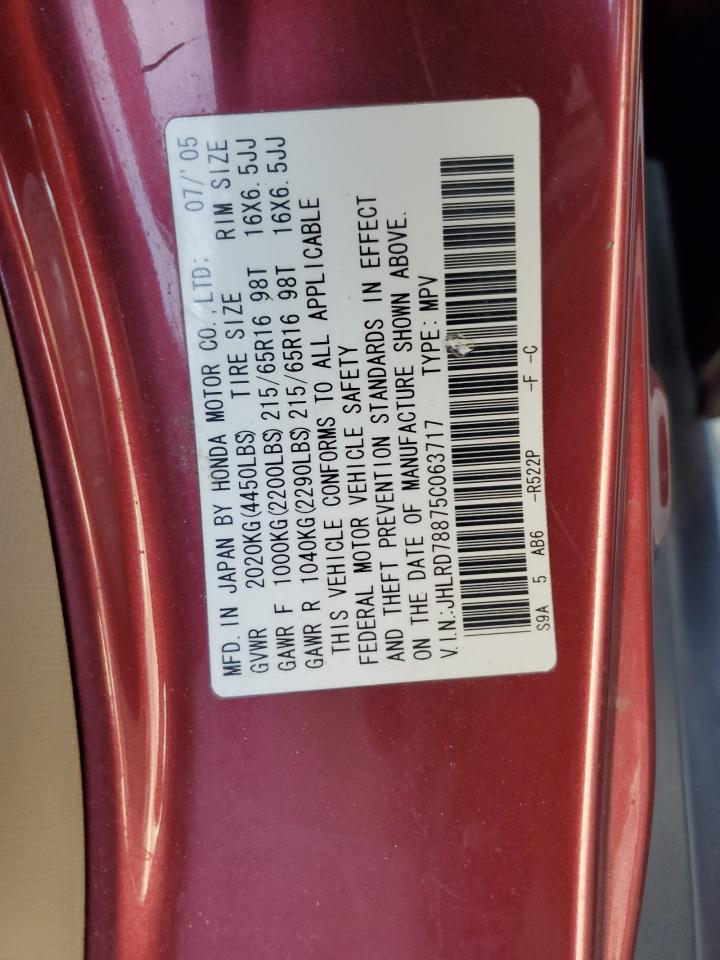 MFD. IN JAPAN BY HONDA MOTOR CO.,LTD; 07/'05
GVWR 2020KG(4450LBS) TIRE SIZE RIM SIZE
GAWR F 1000KG(2200LBS) 215/65R16 98T 16X6.5JJ
GAWR R 1040KG(2290LBS) 215/65R16 98T 16X6.5JJ
THIS VEHICLE CONFORMS TO ALL APPLICABLE
FEDERAL MOTOR VEHICLE SAFETY
AND THEFT PREVENTION STANDARDS IN EFFECT
ON THE DATE OF MANUFACTURE SHOWN ABOVE.
V.I.N.:JHLRD78875C063717 TYPE: MPV
S9A 5 AB6 -R522P -F -C